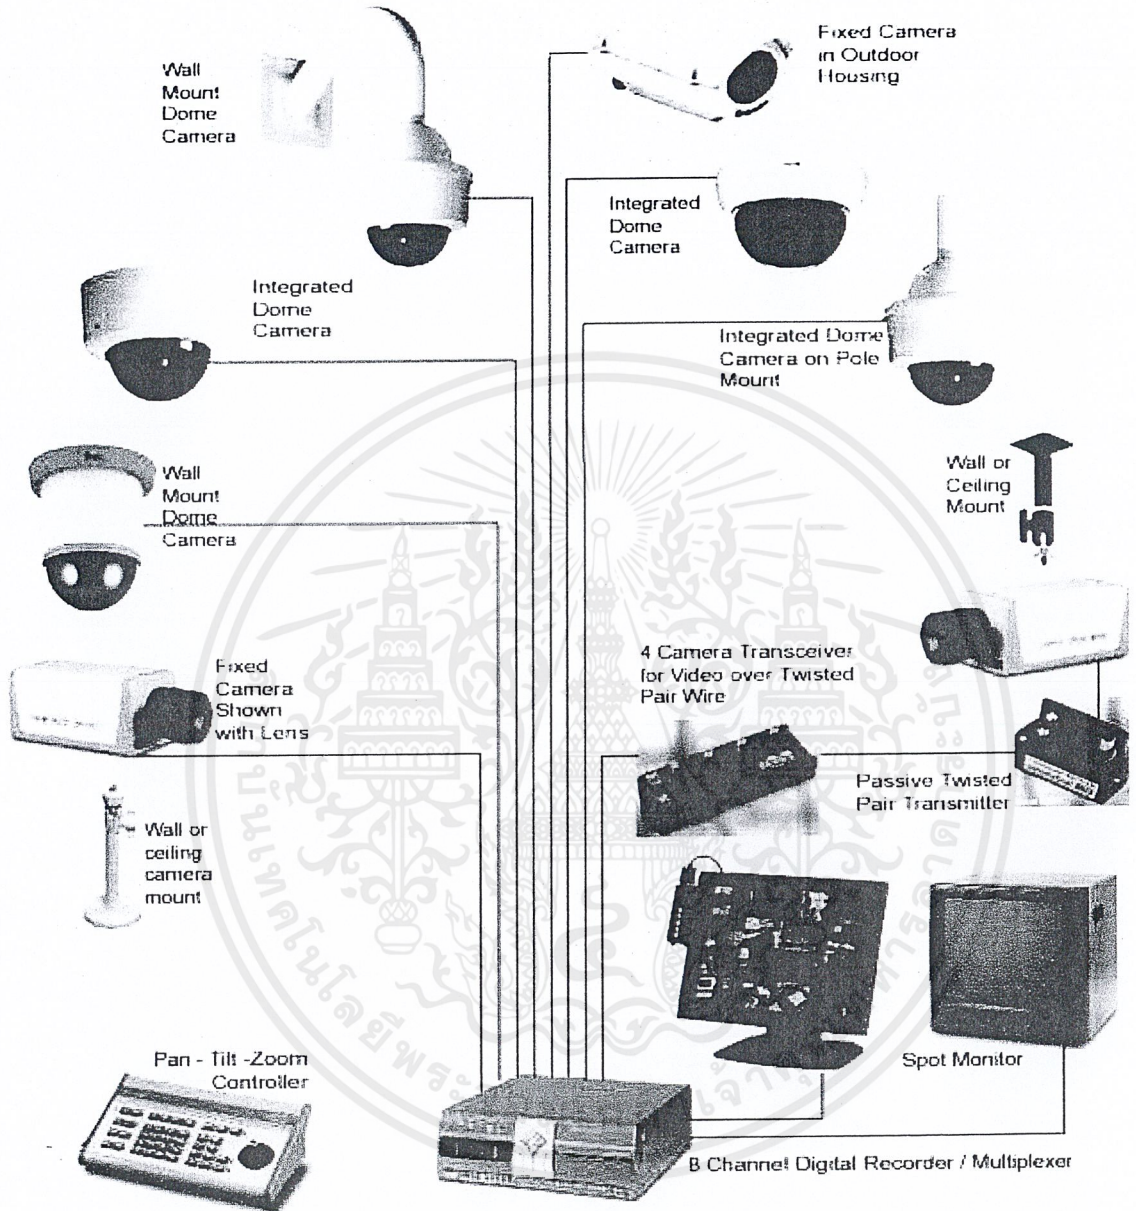 Wall
Mount
Dome
Camera
Fixed Camera
in Outdoor
Housing
Integrated
Dome
Camera
Integrated
Dome
Camera
Integrated Dome
Camera on Pole
Mount
Wall
Mount
Dome
Camera
Wall or
Ceiling
Mount
Fixed
Camera
Shown
with Lens
4 Camera Transceiver
for Video over Twisted
Pair Wire
Passive Twisted
Pair Transmitter
Wall or
ceiling
camera
mount
Pan - Tilt -Zoom
Controller
Spot Monitor
8 Channel Digital Recorder / Multiplexer